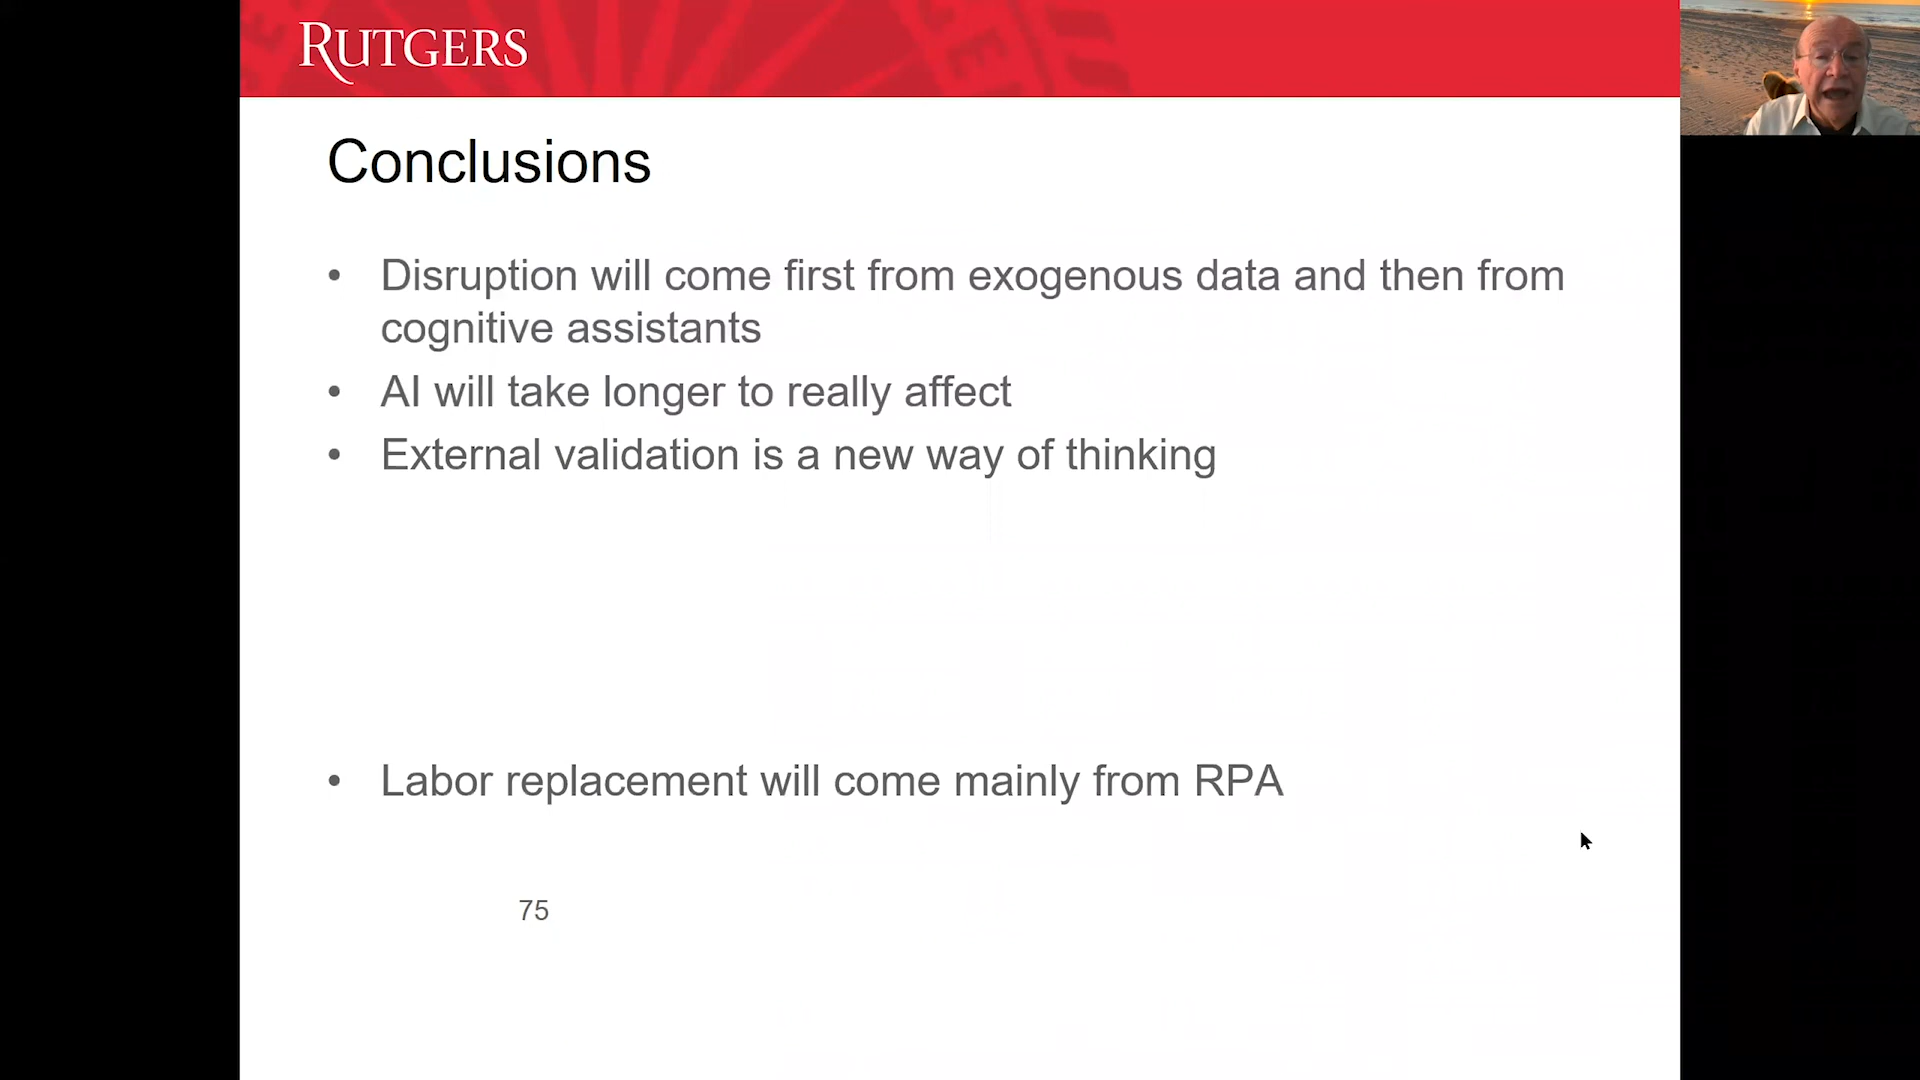 RUTGERS
Conclusions
• Disruption will come first from exogenous data and then from
cognitive assistants
• AI will take longer to really affect
• External validation is a new way of thinking
• Labor replacement will come mainly from RPA
75